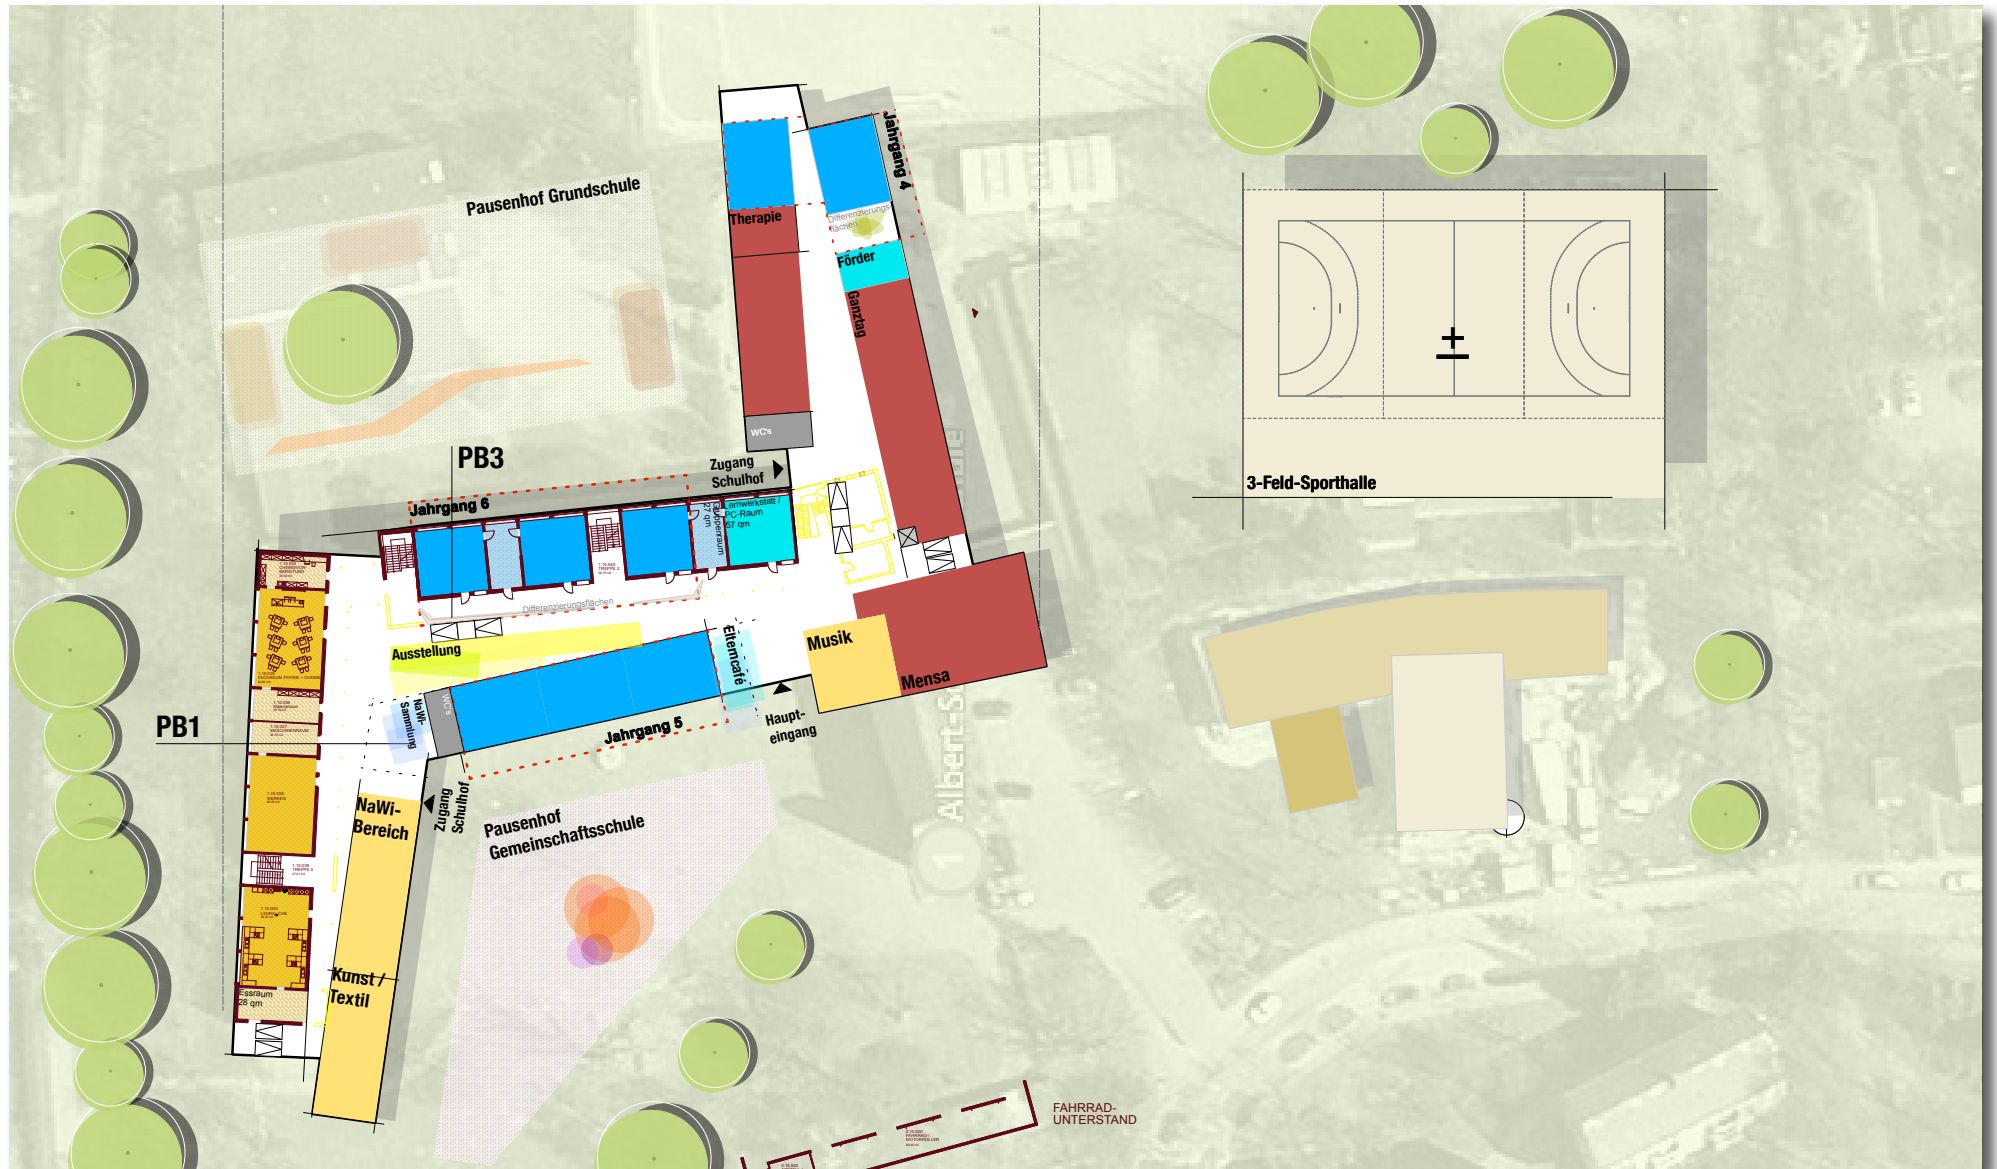 Pausenhof Grundschule
Jahrgang 4
Therapie
Differenzierungs
flächen
Förder
Ganztag
WC's
PB3
Zugang
Schulhof
Jahrgang 6
Gruppenraum
27 qm
Lernwerkstatt /
PC-Raum
57 qm
3-Feld-Sporthalle
Differenzierungsflächen
Ausstellung
Elterncafé
Musik
Mensa
NaWi-
Sammlung
WC's
PB1
Jahrgang 5
Haupt-
eingang
Zugang
Schulhof
NaWi-
Bereich
Pausenhof
Gemeinschaftsschule
Kunst /
Textil
Essraum
28 qm
FAHRRAD-
UNTERSTAND